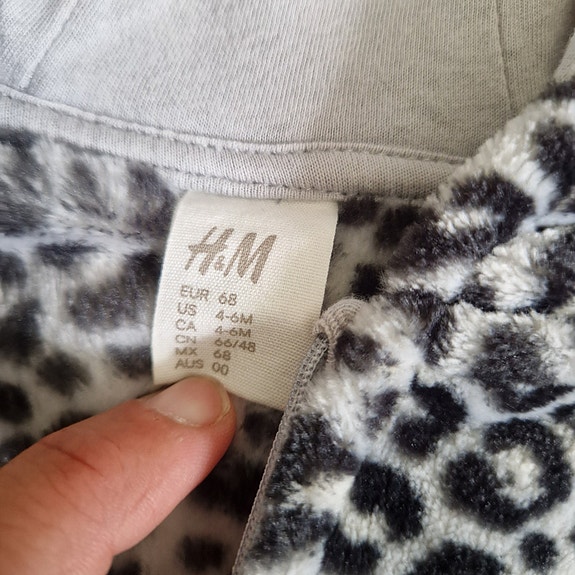 H&M
EUR 68
US 4-6M
CA 4-6M
CN 66/48
MX 68
AUS 00